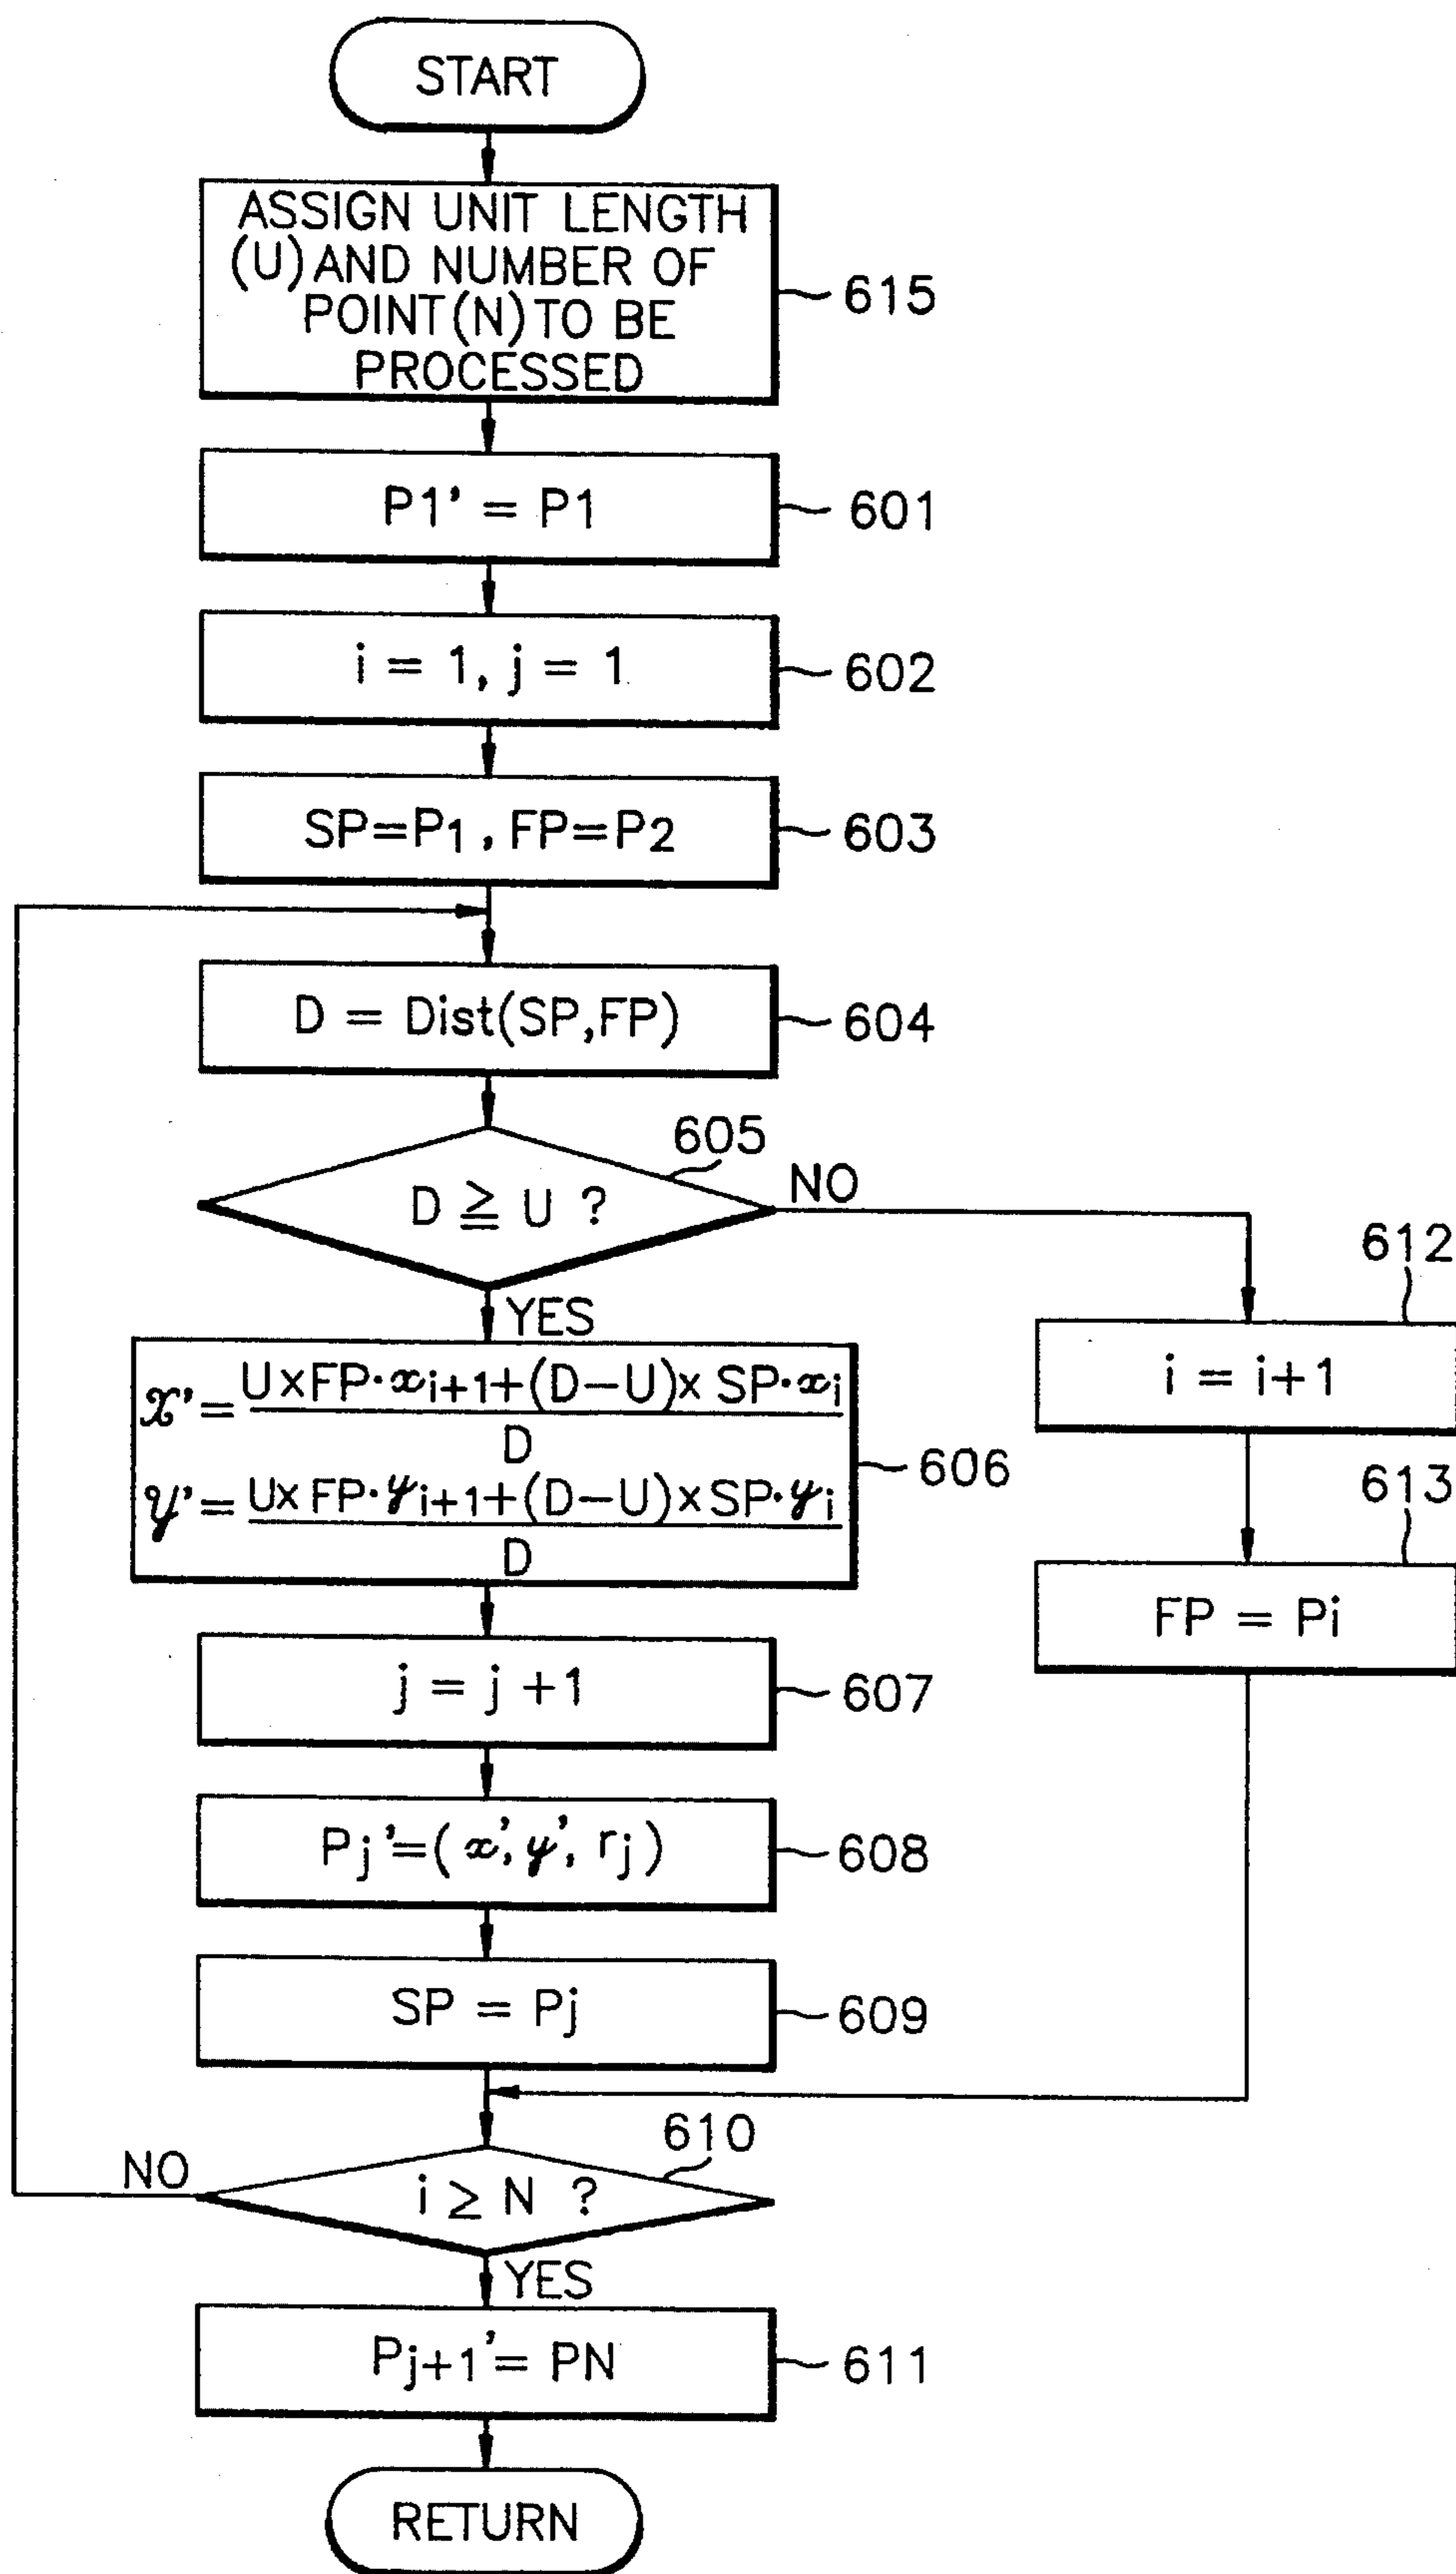 START
ASSIGN UNIT LENGTH
(U) AND NUMBER OF
POINT(N) TO BE
PROCESSED
615
P1' = P1
601
i = 1, j = 1
602
SP=P1, FP=P2
603
D = Dist(SP,FP)
604
605
D ≧ U ?
NO
YES
612
i = i+1
x' = U×FP·xi+1+(D−U)× SP·xi
D
y' = U× FP·yi+1+(D−U)×SP·yi
D
606
613
FP = Pi
j = j +1
607
Pj'=( x', y', rj )
608
SP = Pj
609
610
NO
i ≥ N ?
YES
Pj+1'= PN
611
RETURN